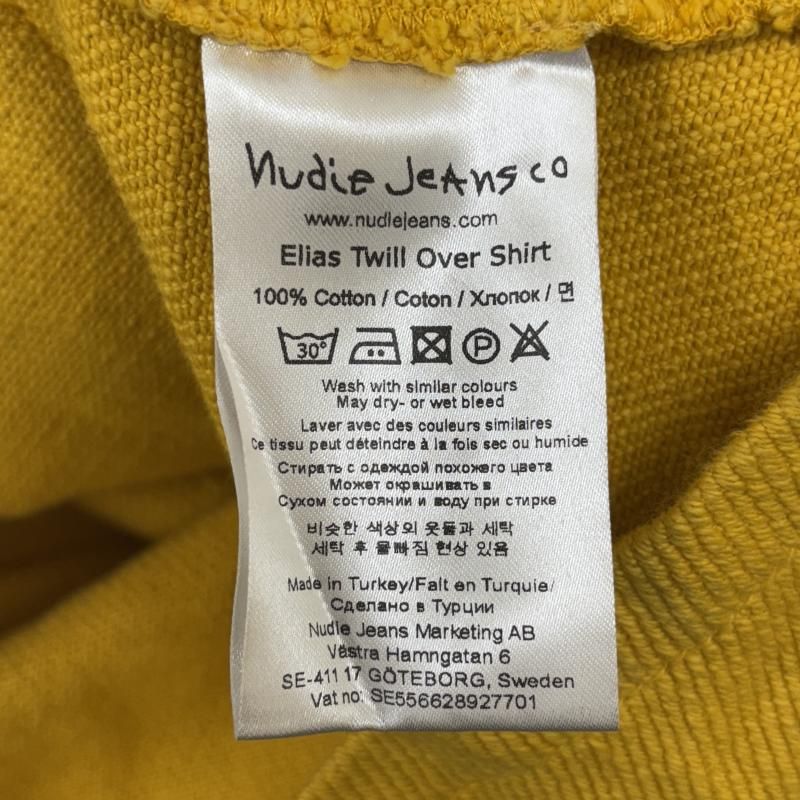 Nudie Jeans co
www.nudiejeans.com
Elias Twill Over Shirt
100% Cotton / Coton / Хлопок / 면
30° P
Wash with similar colours
May dry- or wet bleed
Laver avec des couleurs similaires
Ce tissu peut déteindre à la fois sec ou humide
Стирать с одеждой похожего цвета
Может окрашивать в
Сухом состоянии и воду при стирке
비슷한 색상의 옷들과 세탁
세탁 후 물빠짐 현상 있음
Made in Turkey/Fait en Turquie/
Сделано в Турции
Nudie Jeans Marketing AB
Västra Hamngatan 6
SE-411 17 GÖTEBORG, Sweden
Vat no: SE556628927701